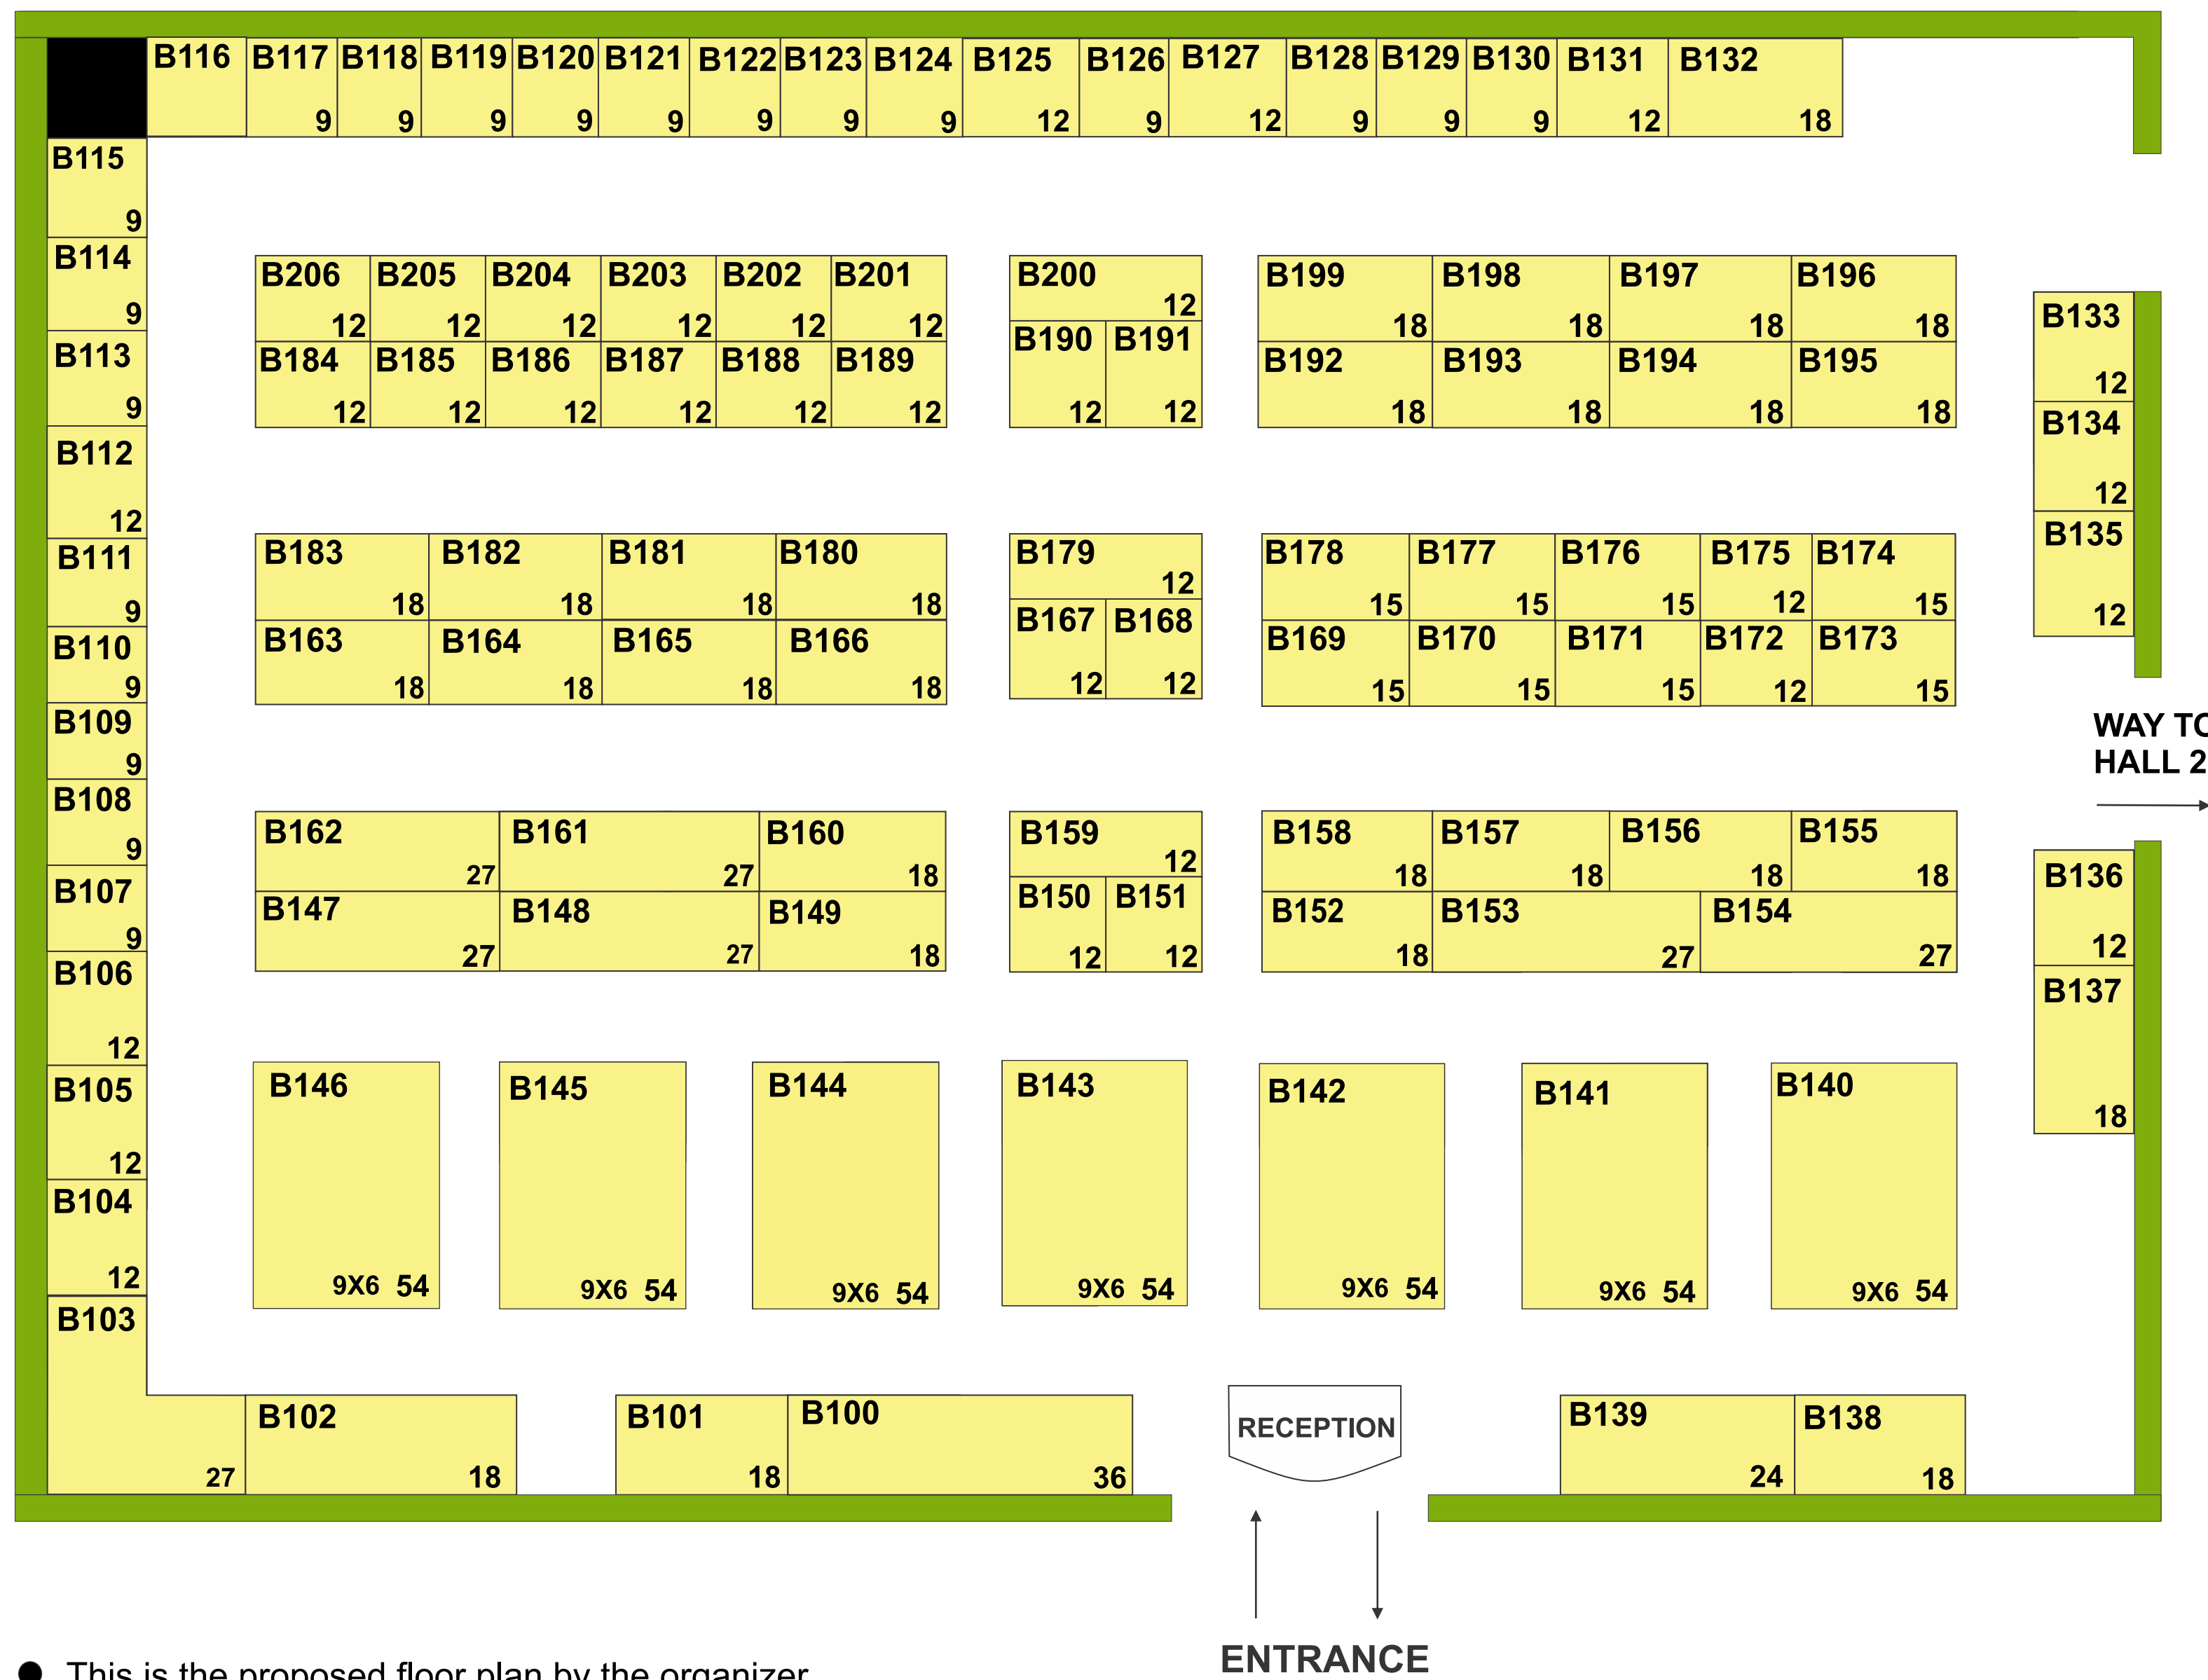 B116 B117 B118 B119 B120 B121 B122 B123 B124 B125 B126 B127 B128 B129 B130 B131 B132
9 9 9 9 9 9 9 9 12 9 12 9 9 9 12 18
B115
9
B114
9
B113
9
B112
12
B111
9
B110
9
B109
9
B108
9
B107
9
B106
12
B105
12
B104
12
B103
27
B206 B205 B204 B203 B202 B201
12 12 12 12 12 12
B184 B185 B186 B187 B188 B189
12 12 12 12 12 12
B200
12
B190 B191
12 12
B199 B198 B197 B196
18 18 18 18
B192 B193 B194 B195
18 18 18 18
B133
12
B134
12
B135
12
B183 B182 B181 B180
18 18 18 18
B163 B164 B165 B166
18 18 18 18
B179
12
B167 B168
12 12
B178 B177 B176 B175 B174
15 15 15 12 15
B169 B170 B171 B172 B173
15 15 15 12 15
WAY TO
HALL 2
B162 B161 B160
27 27 18
B147 B148 B149
27 27 18
B159
12
B150 B151
12 12
B158 B157 B156 B155
18 18 18 18
B152 B153 B154
18 27 27
B136
12
B137
18
B146 B145 B144 B143 B142 B141 B140
9X6 54 9X6 54 9X6 54 9X6 54 9X6 54 9X6 54 9X6 54
B102 B101 B100
18 18 36
RECEPTION
B139 B138
24 18
ENTRANCE
● This is the proposed floor plan by the organizer